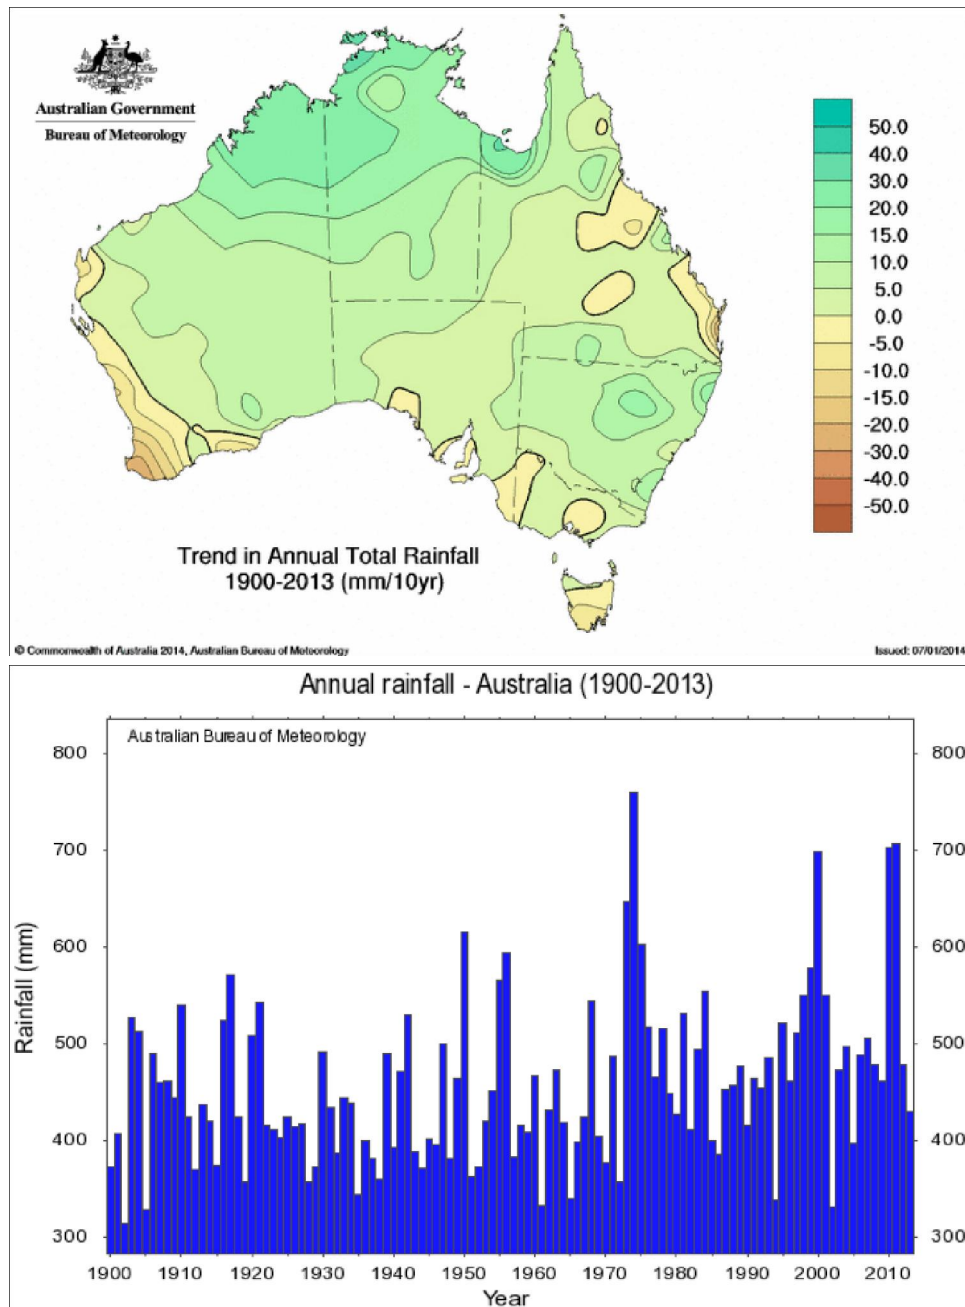 Australian Government
Bureau of Meteorology
50.0
40.0
30.0
20.0
15.0
10.0
5.0
0.0
-5.0
-10.0
-15.0
-20.0
-30.0
-40.0
-50.0
Trend in Annual Total Rainfall
1900-2013 (mm/10yr)
© Commonwealth of Australia 2014, Australian Bureau of Meteorology
Issued: 07/01/2014
Annual rainfall - Australia (1900-2013)
Australian Bureau of Meteorology
800 800
700 700
600 600
Rainfall (mm)
500 500
400 400
300 300
1900 1910 1920 1930 1940 1950 1960 1970 1980 1990 2000 2010
Year